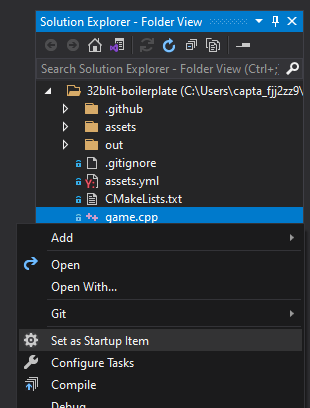 Solution Explorer - Folder View
Search Solution Explorer - Folder View (Ctrl+;
32blit-boilerplate (C:\Users\capta_fjj2zz9\
.github
assets
out
.gitignore
assets.yml
CMakeLists.txt
game.cpp
Add
Open
Open With...
Git
Set as Startup Item
Configure Tasks
Compile
Debug